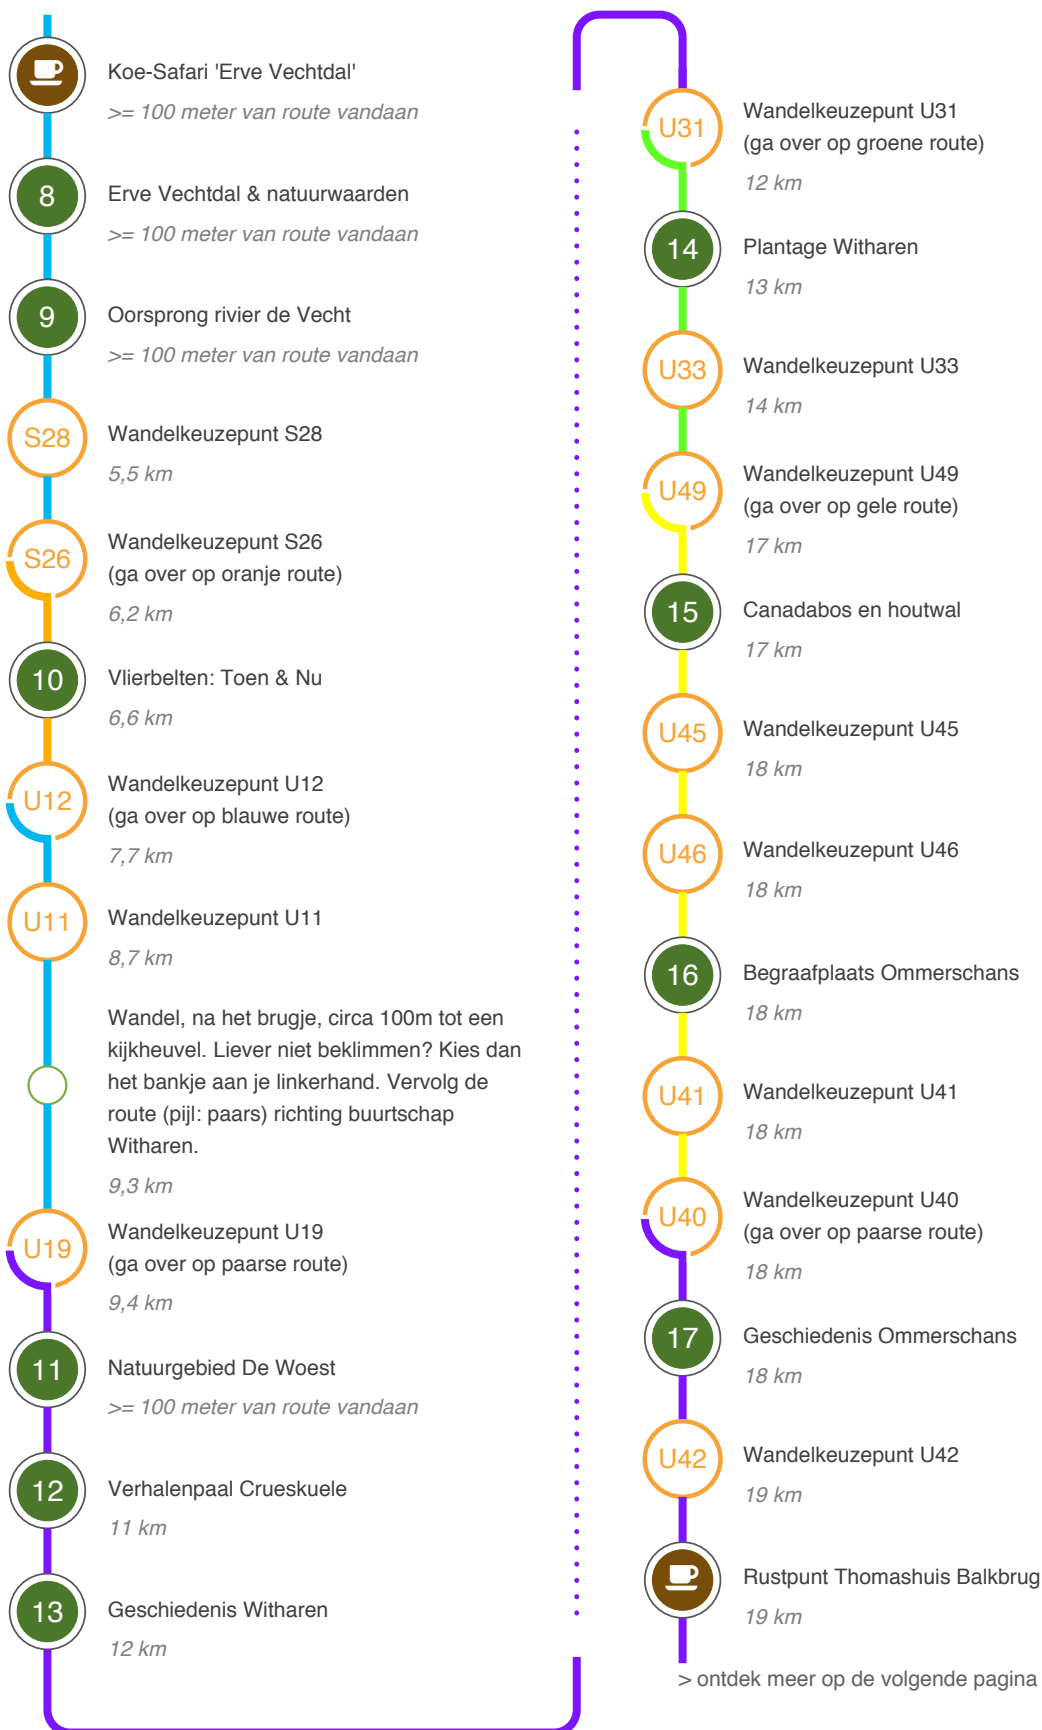 Koe-Safari 'Erve Vechtdal'
>= 100 meter van route vandaan
8
Erve Vechtdal & natuurwaarden
>= 100 meter van route vandaan
9
Oorsprong rivier de Vecht
>= 100 meter van route vandaan
S28
Wandelkeuzepunt S28
5,5 km
S26
Wandelkeuzepunt S26
(ga over op oranje route)
6,2 km
10
Vlierbelten: Toen & Nu
6,6 km
U12
Wandelkeuzepunt U12
(ga over op blauwe route)
7,7 km
U11
Wandelkeuzepunt U11
8,7 km
Wandel, na het brugje, circa 100m tot een
kijkheuvel. Liever niet beklimmen? Kies dan
het bankje aan je linkerhand. Vervolg de
route (pijl: paars) richting buurtschap
Witharen.
9,3 km
U19
Wandelkeuzepunt U19
(ga over op paarse route)
9,4 km
11
Natuurgebied De Woest
>= 100 meter van route vandaan
12
Verhalenpaal Crueskuele
11 km
13
Geschiedenis Witharen
12 km
U31
Wandelkeuzepunt U31
(ga over op groene route)
12 km
14
Plantage Witharen
13 km
U33
Wandelkeuzepunt U33
14 km
U49
Wandelkeuzepunt U49
(ga over op gele route)
17 km
15
Canadabos en houtwal
17 km
U45
Wandelkeuzepunt U45
18 km
U46
Wandelkeuzepunt U46
18 km
16
Begraafplaats Ommerschans
18 km
U41
Wandelkeuzepunt U41
18 km
U40
Wandelkeuzepunt U40
(ga over op paarse route)
18 km
17
Geschiedenis Ommerschans
18 km
U42
Wandelkeuzepunt U42
19 km
Rustpunt Thomashuis Balkbrug
19 km
> ontdek meer op de volgende pagina